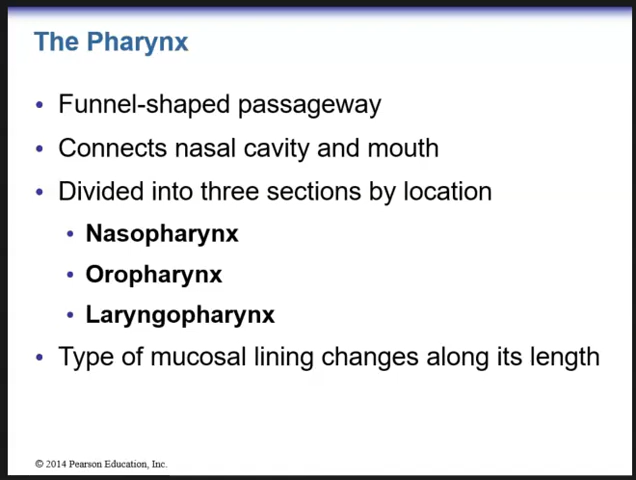 The Pharynx
• Funnel-shaped passageway
• Connects nasal cavity and mouth
• Divided into three sections by location
• Nasopharynx
• Oropharynx
• Laryngopharynx
• Type of mucosal lining changes along its length
© 2014 Pearson Education, Inc.